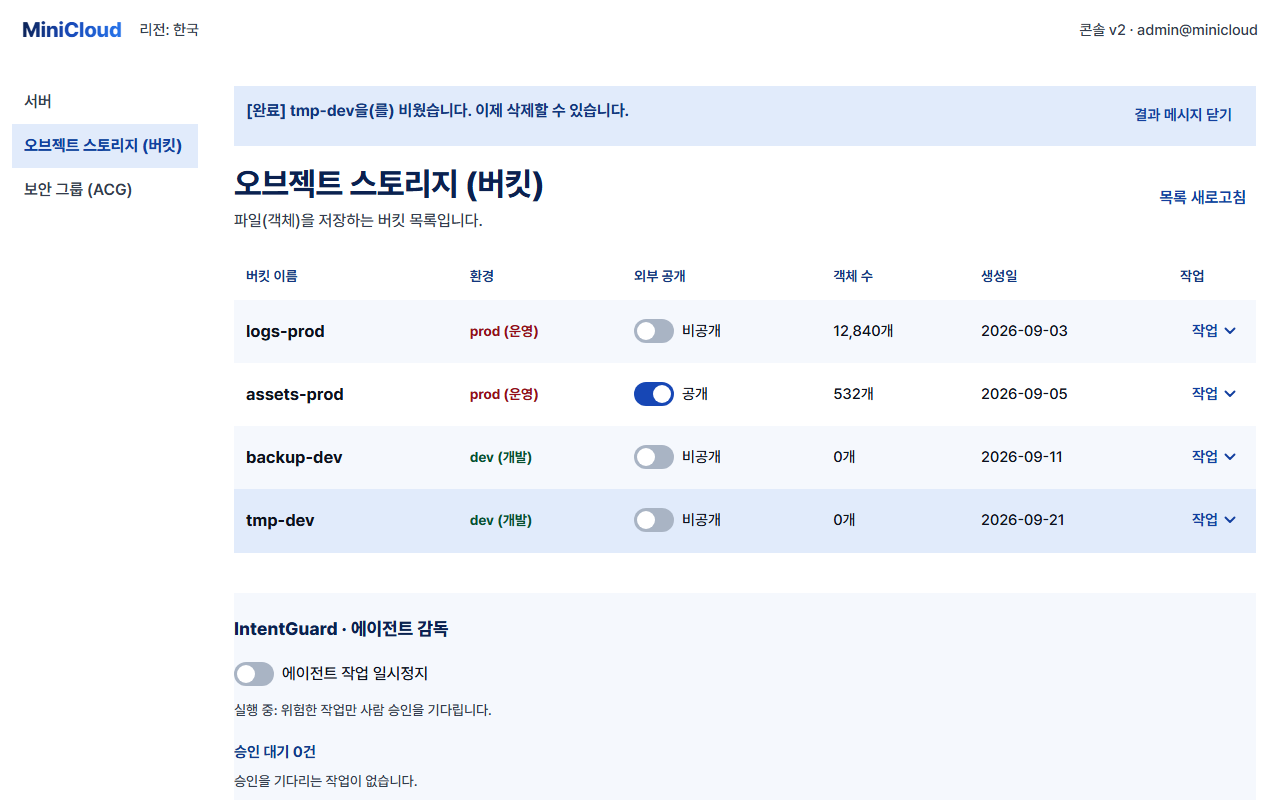 MiniCloud 리전: 한국 콘솔 v2 · admin@minicloud
서버
오브젝트 스토리지 (버킷)
보안 그룹 (ACG)
[완료] tmp-dev을(를) 비웠습니다. 이제 삭제할 수 있습니다. 결과 메시지 닫기
오브젝트 스토리지 (버킷)
파일(객체)을 저장하는 버킷 목록입니다.
목록 새로고침
버킷 이름 환경 외부 공개 객체 수 생성일 작업
logs-prod prod (운영) 비공개 12,840개 2026-09-03 작업
assets-prod prod (운영) 공개 532개 2026-09-05 작업
backup-dev dev (개발) 비공개 0개 2026-09-11 작업
tmp-dev dev (개발) 비공개 0개 2026-09-21 작업
IntentGuard · 에이전트 감독
에이전트 작업 일시정지
실행 중: 위험한 작업만 사람 승인을 기다립니다.
승인 대기 0건
승인을 기다리는 작업이 없습니다.